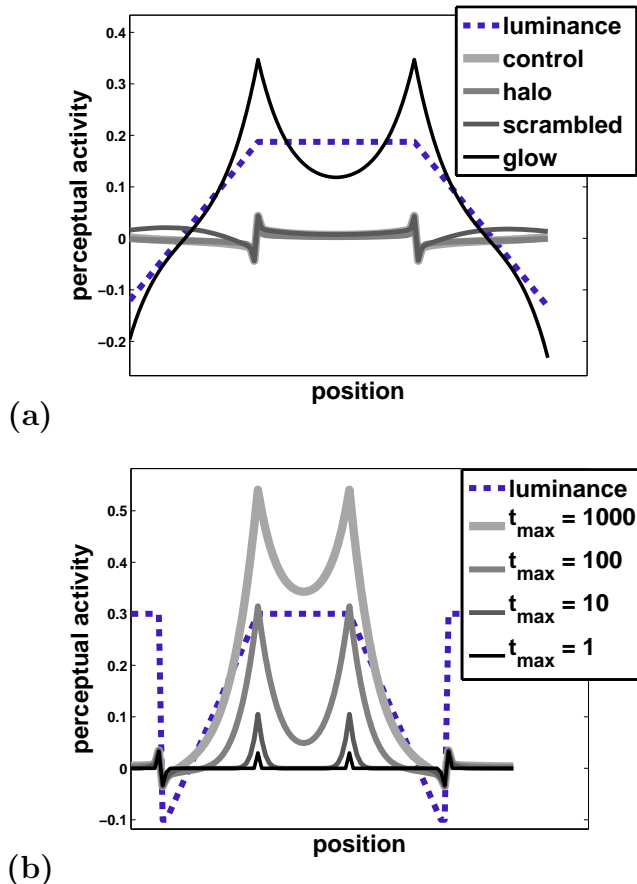 luminance
control
halo
scrambled
glow
0.4
0.3
0.2
0.1
0
−0.1
−0.2
perceptual activity
position
(a)
luminance
t_max = 1000
t_max = 100
t_max = 10
t_max = 1
0.5
0.4
0.3
0.2
0.1
0
-0.1
perceptual activity
position
(b)